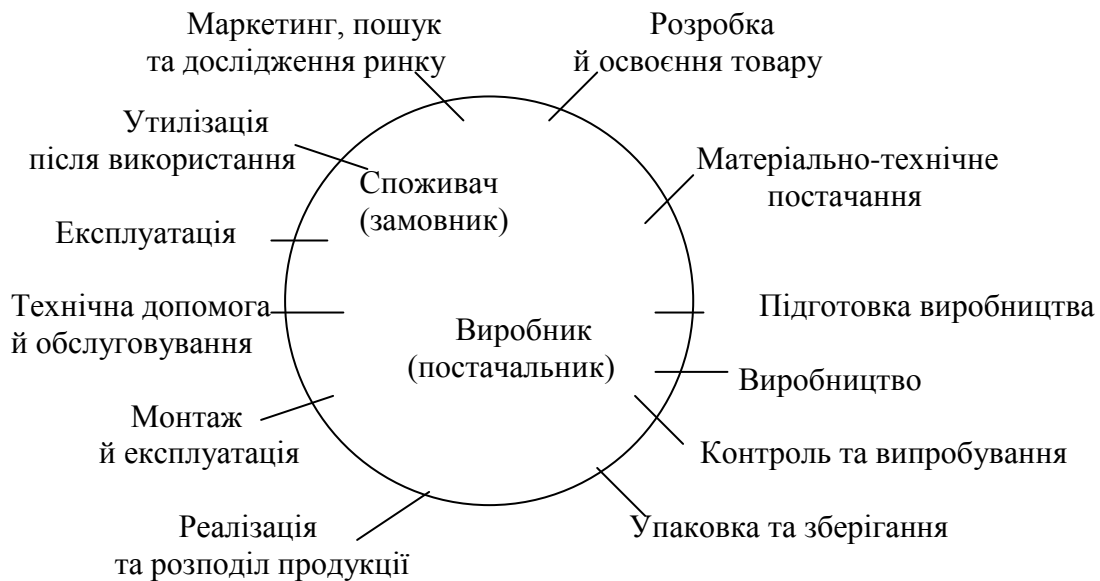 Маркетинг, пошук
та дослідження ринку
Розробка
й освоєння товару
Утилізація
після використання
Матеріально-технічне
постачання
Споживач
(замовник)
Експлуатація
Технічна допомога
й обслуговування
Підготовка виробництва
Виробник
(постачальник)
Виробництво
Монтаж
й експлуатація
Контроль та випробування
Реалізація
та розподіл продукції
Упаковка та зберігання